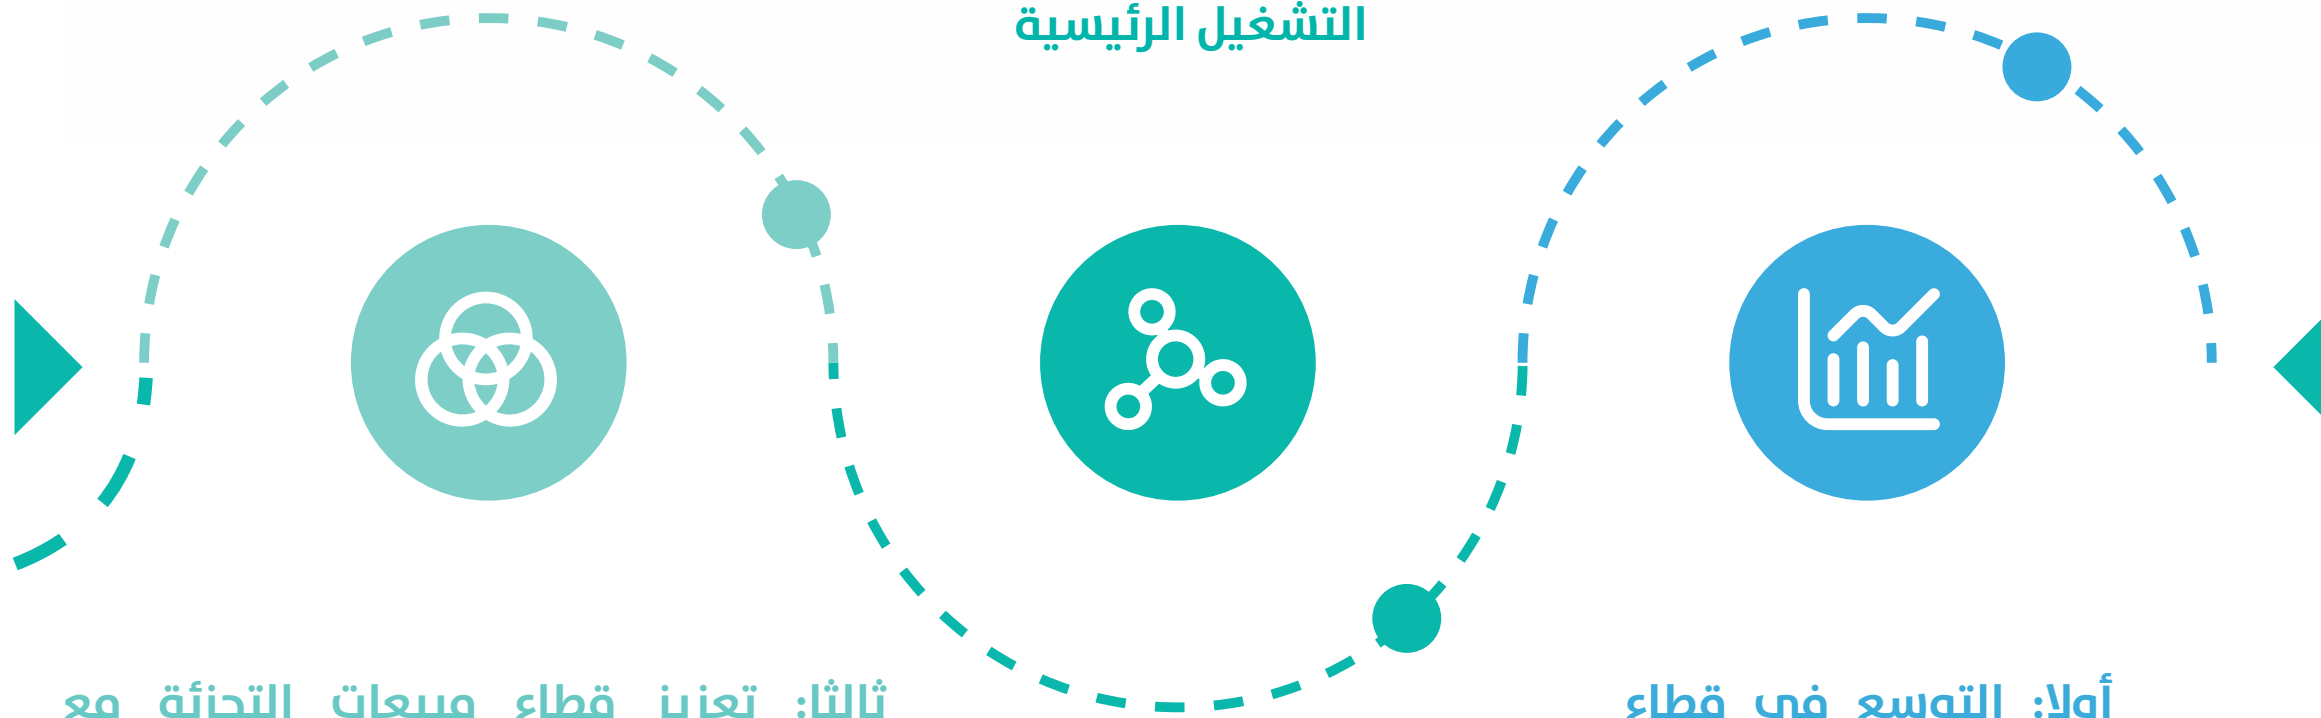 التشغيل الرئيسية
أولا: التوسع في قطاع
ثالثا: تعزيز قطاع مبيعات التجزئة مع